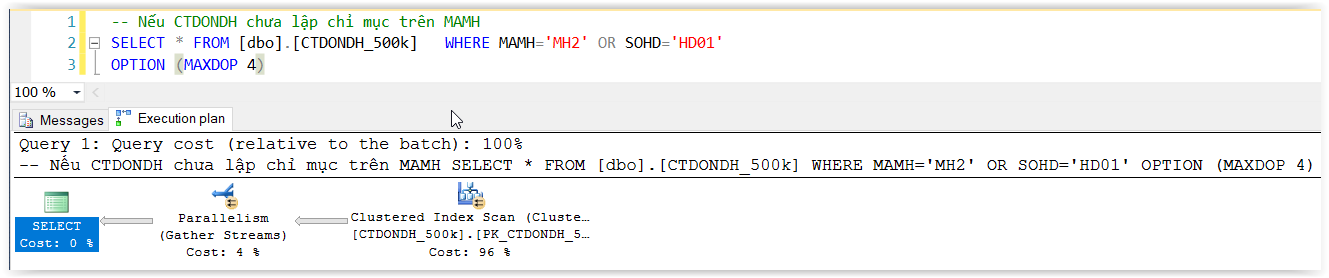 1 -- Nếu CTDONDH chưa lập chỉ mục trên MAMH
2 SELECT * FROM [dbo].[CTDONDH_500k] WHERE MAMH='MH2' OR SOHD='HD01'
3 OPTION (MAXDOP 4)
100 %
Messages Execution plan
Query 1: Query cost (relative to the batch): 100%
-- Nếu CTDONDH chưa lập chỉ mục trên MAMH SELECT * FROM [dbo].[CTDONDH_500k] WHERE MAMH='MH2' OR SOHD='HD01' OPTION (MAXDOP 4)
SELECT
Cost: 0 %
Parallelism
(Gather Streams)
Cost: 4 %
Clustered Index Scan (Cluste…
[CTDONDH_500k].[PK_CTDONDH_5…
Cost: 96 %